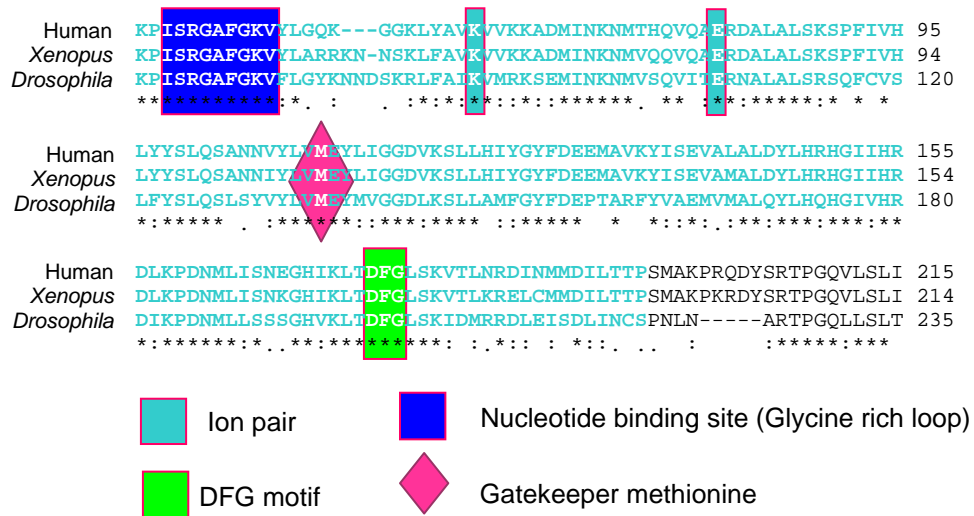 Human KPISRGAFGKVYLGQK---GGKLYAVKVVKKADMINKNMTHQVQAERDALALSKSPFIVH 95
Xenopus KPISRGAFGKVYLARRKN-NSKLYAVKVVKKADMINKNMVQQVQAERDALALSKSPFIVH 94
Drosophila KPISRGAFGKVFLGYKNNDSKRLFAIKVMRKSEMINKNMVSQVITERNALALSRSQFCVS 120
**:*********:*. : .:*:*:**::*::****** ** :**:*****:* * *
Human LYYSLQSANNVYLVMEYLIGGDVKSLLHIYGYFDEEMAVKYISEVALALDYLHRHGIIHR 155
Xenopus LYYSLQSANNIYLVMEYLIGGDVKSLLHIYGYFDEEMAVKYISEVAMALDYLHRHGIIHR 154
Drosophila LFYSLQSLSYVYLVMEYMVGGDLKSLLAMFGYFDEPTARFYVAEMVMALQYLHQHGIVHR 180
*:***** . :******::***:**** ::***** * *::*:.:**:***:***:**
Human DLKPDNMLISNEGHIKLTDFGLSKVTLNRDINMMDILTTPSMAKPRQDYSRTPGQVLSLI 215
Xenopus DLKPDNMLISNKGHIKLTDFGLSKVTLKRELCMMDILTTPSMAKPKRDYSRTPGQVLSLI 214
Drosophila DIKPDNMLLSSSGHVKLTDFGLSKIDMRRDLEISDLINCSPNLN-----ARTPGQLLSLT 235
*:******:*..**:*********: :.*:: : *::. .. : :*****:***
Ion pair
Nucleotide binding site (Glycine rich loop)
DFG motif
Gatekeeper methionine